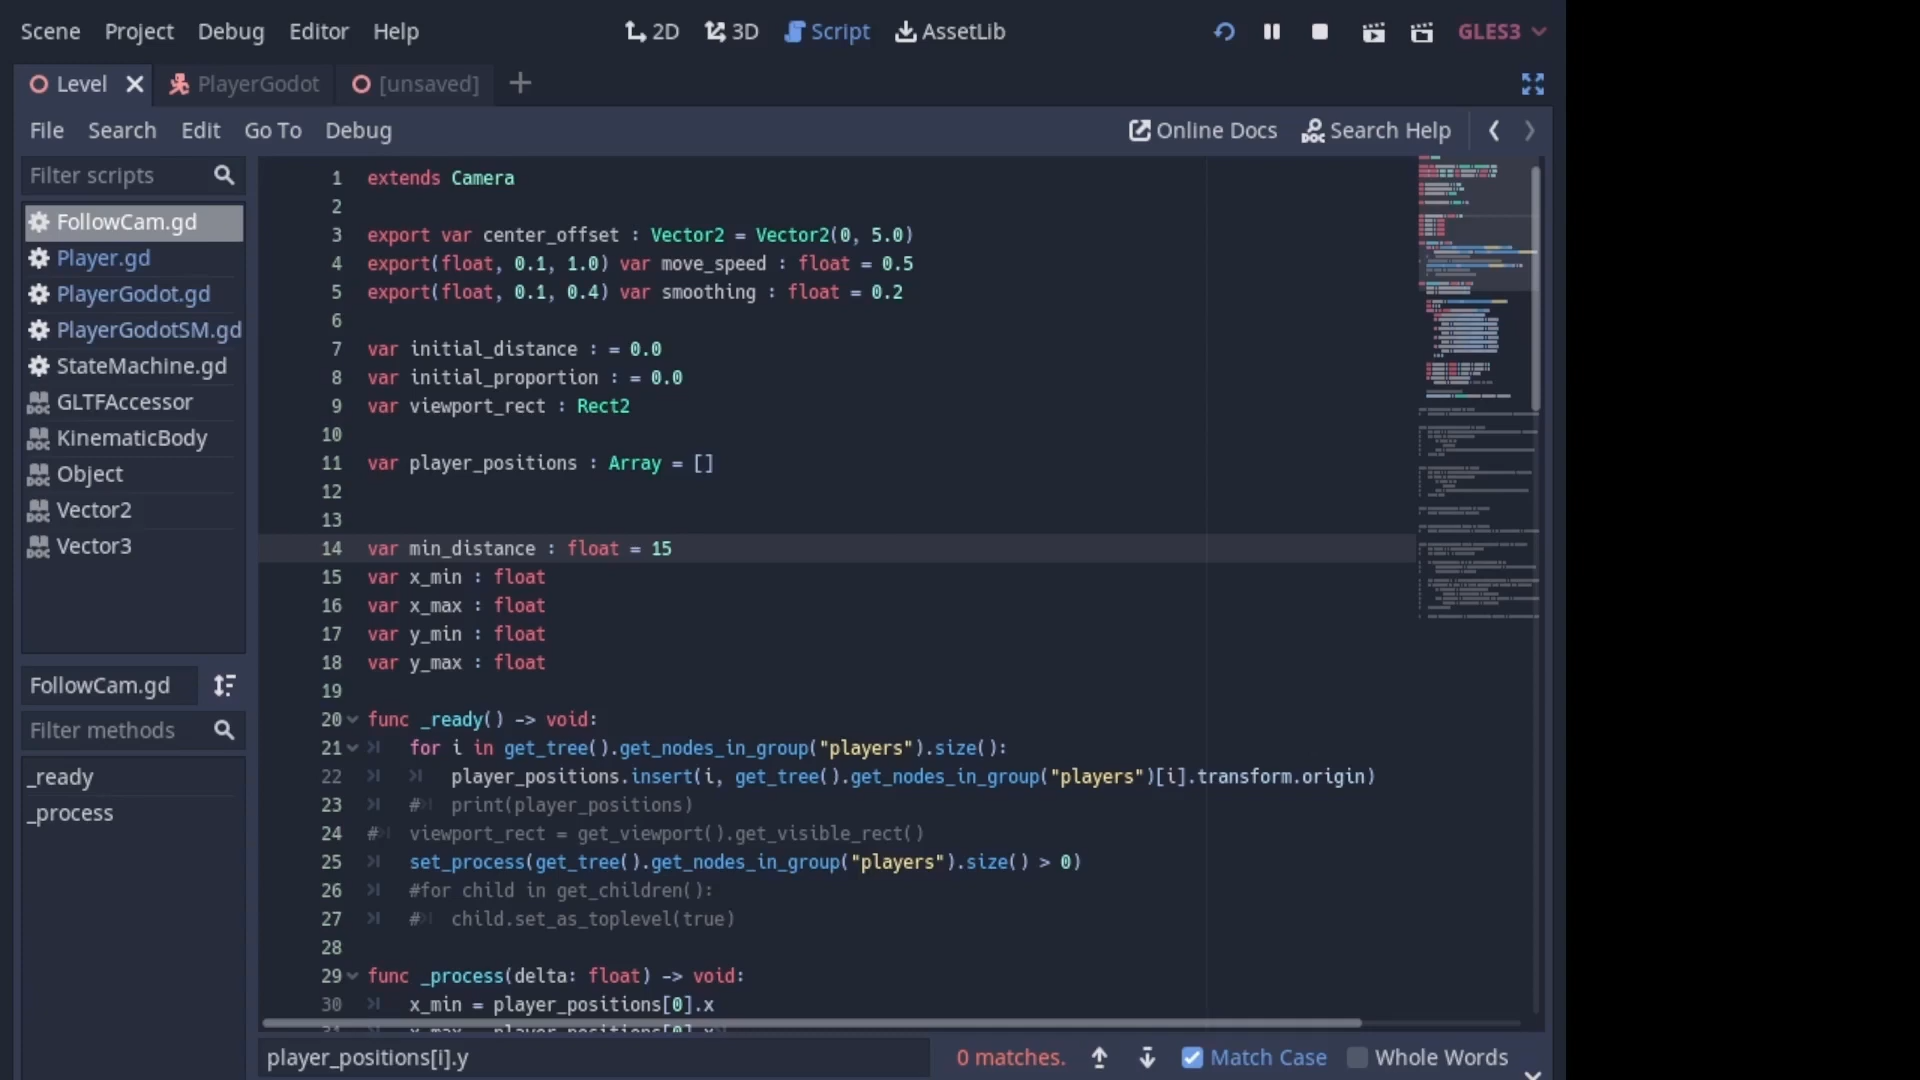 Scene Project Debug Editor Help 2D 3D Script AssetLib GLES3
Level PlayerGodot [unsaved]
File Search Edit Go To Debug Online Docs Search Help
Filter scripts
FollowCam.gd
Player.gd
PlayerGodot.gd
PlayerGodotSM.gd
StateMachine.gd
GLTFAccessor
KinematicBody
Object
Vector2
Vector3
FollowCam.gd
Filter methods
_ready
_process
1 extends Camera
2
3 export var center_offset : Vector2 = Vector2(0, 5.0)
4 export(float, 0.1, 1.0) var move_speed : float = 0.5
5 export(float, 0.1, 0.4) var smoothing : float = 0.2
6
7 var initial_distance : = 0.0
8 var initial_proportion : = 0.0
9 var viewport_rect : Rect2
10
11 var player_positions : Array = []
12
13
14 var min_distance : float = 15
15 var x_min : float
16 var x_max : float
17 var y_min : float
18 var y_max : float
19
20 func _ready() -> void:
21 for i in get_tree().get_nodes_in_group("players").size():
22 player_positions.insert(i, get_tree().get_nodes_in_group("players")[i].transform.origin)
23 # print(player_positions)
24 # viewport_rect = get_viewport().get_visible_rect()
25 set_process(get_tree().get_nodes_in_group("players").size() > 0)
26 #for child in get_children():
27 # child.set_as_toplevel(true)
28
29 func _process(delta: float) -> void:
30 x_min = player_positions[0].x
31 x_max = player_positions[0].x
player_positions[i].y 0 matches. Match Case Whole Words